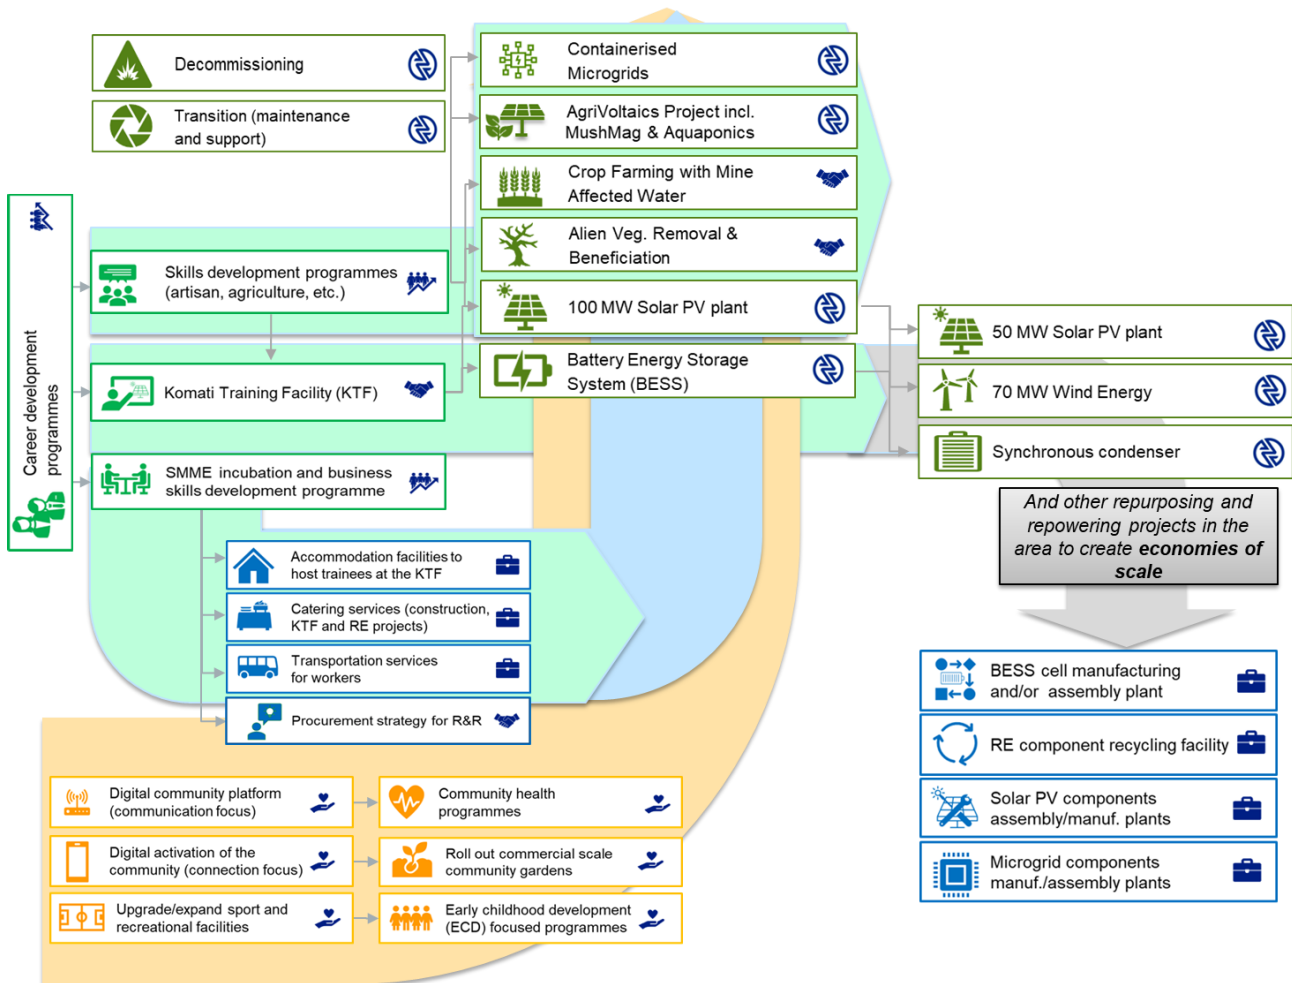 Decommissioning
Transition (maintenance
and support)
Containerised
Microgrids
AgriVoltaics Project incl.
MushMag & Aquaponics
Crop Farming with Mine
Affected Water
Alien Veg. Removal &
Beneficiation
100 MW Solar PV plant
Battery Energy Storage
System (BESS)
Career development
programmes
Skills development programmes
(artisan, agriculture, etc.)
Komati Training Facility (KTF)
SMME incubation and business
skills development programme
Accommodation facilities to
host trainees at the KTF
Catering services (construction,
KTF and RE projects)
Transportation services
for workers
Procurement strategy for R&R
50 MW Solar PV plant
70 MW Wind Energy
Synchronous condenser
And other repurposing and
repowering projects in the
area to create economies of
scale
BESS cell manufacturing
and/or assembly plant
RE component recycling facility
Solar PV components
assembly/manuf. plants
Microgrid components
manuf./assembly plants
Digital community platform
(communication focus)
Community health
programmes
Digital activation of the
community (connection focus)
Roll out commercial scale
community gardens
Upgrade/expand sport and
recreational facilities
Early childhood development
(ECD) focused programmes